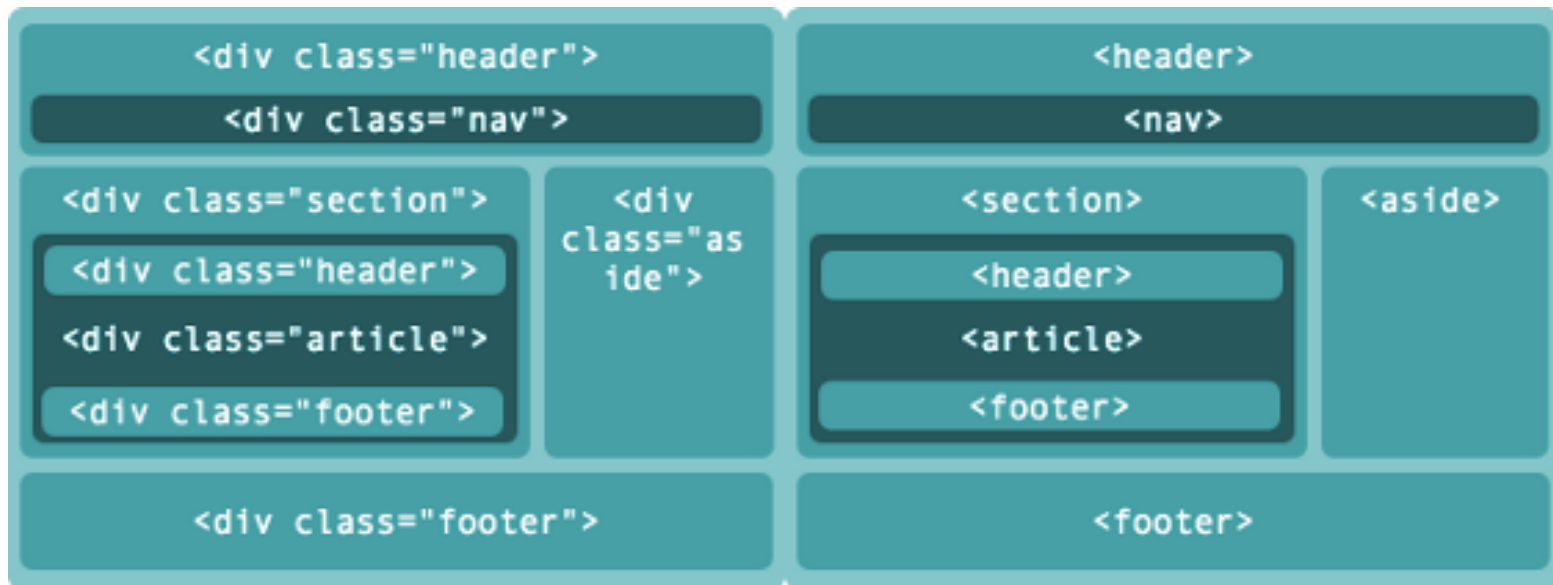 <div class="header">
<div class="nav">
<div class="section">
<div class="header">
<div class="article">
<div class="footer">
<div
class="as
ide">
<div class="footer">
<header>
<nav>
<section>
<header>
<article>
<footer>
<aside>
<footer>